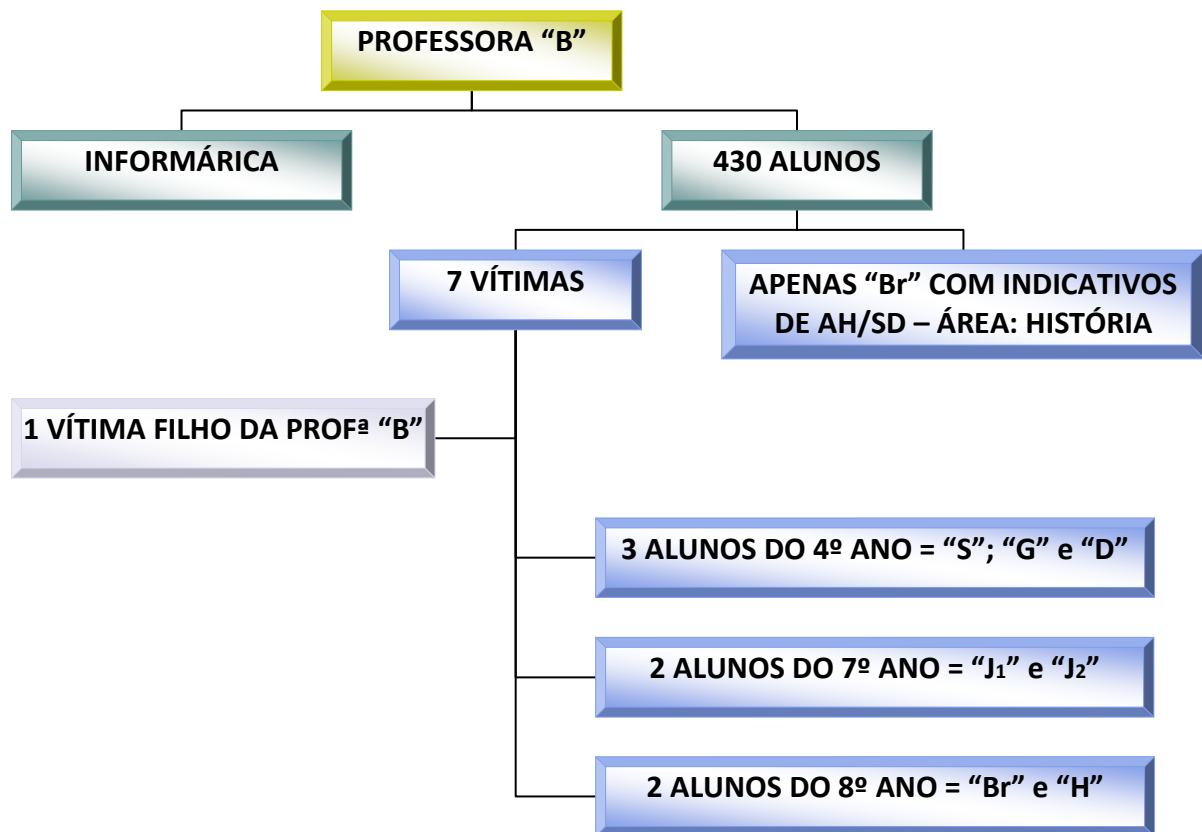 PROFESSORA “B”
INFORMÁRICA
430 ALUNOS
7 VÍTIMAS
APENAS “Br” COM INDICATIVOS
DE AH/SD – ÁREA: HISTÓRIA
1 VÍTIMA FILHO DA PROFª “B”
3 ALUNOS DO 4º ANO = “S”; “G” e “D”
2 ALUNOS DO 7º ANO = “J₁” e “J₂”
2 ALUNOS DO 8º ANO = “Br” e “H”